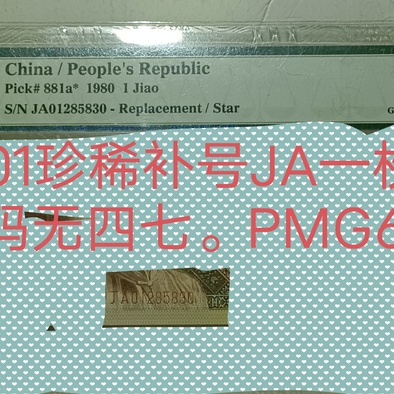 China / People's Republic
Pick# 881a* 1980 1 Jiao
S/N JA01285830 - Replacement / Star
01珍稀补号JA一
码无四七。PMG6
JA01285830